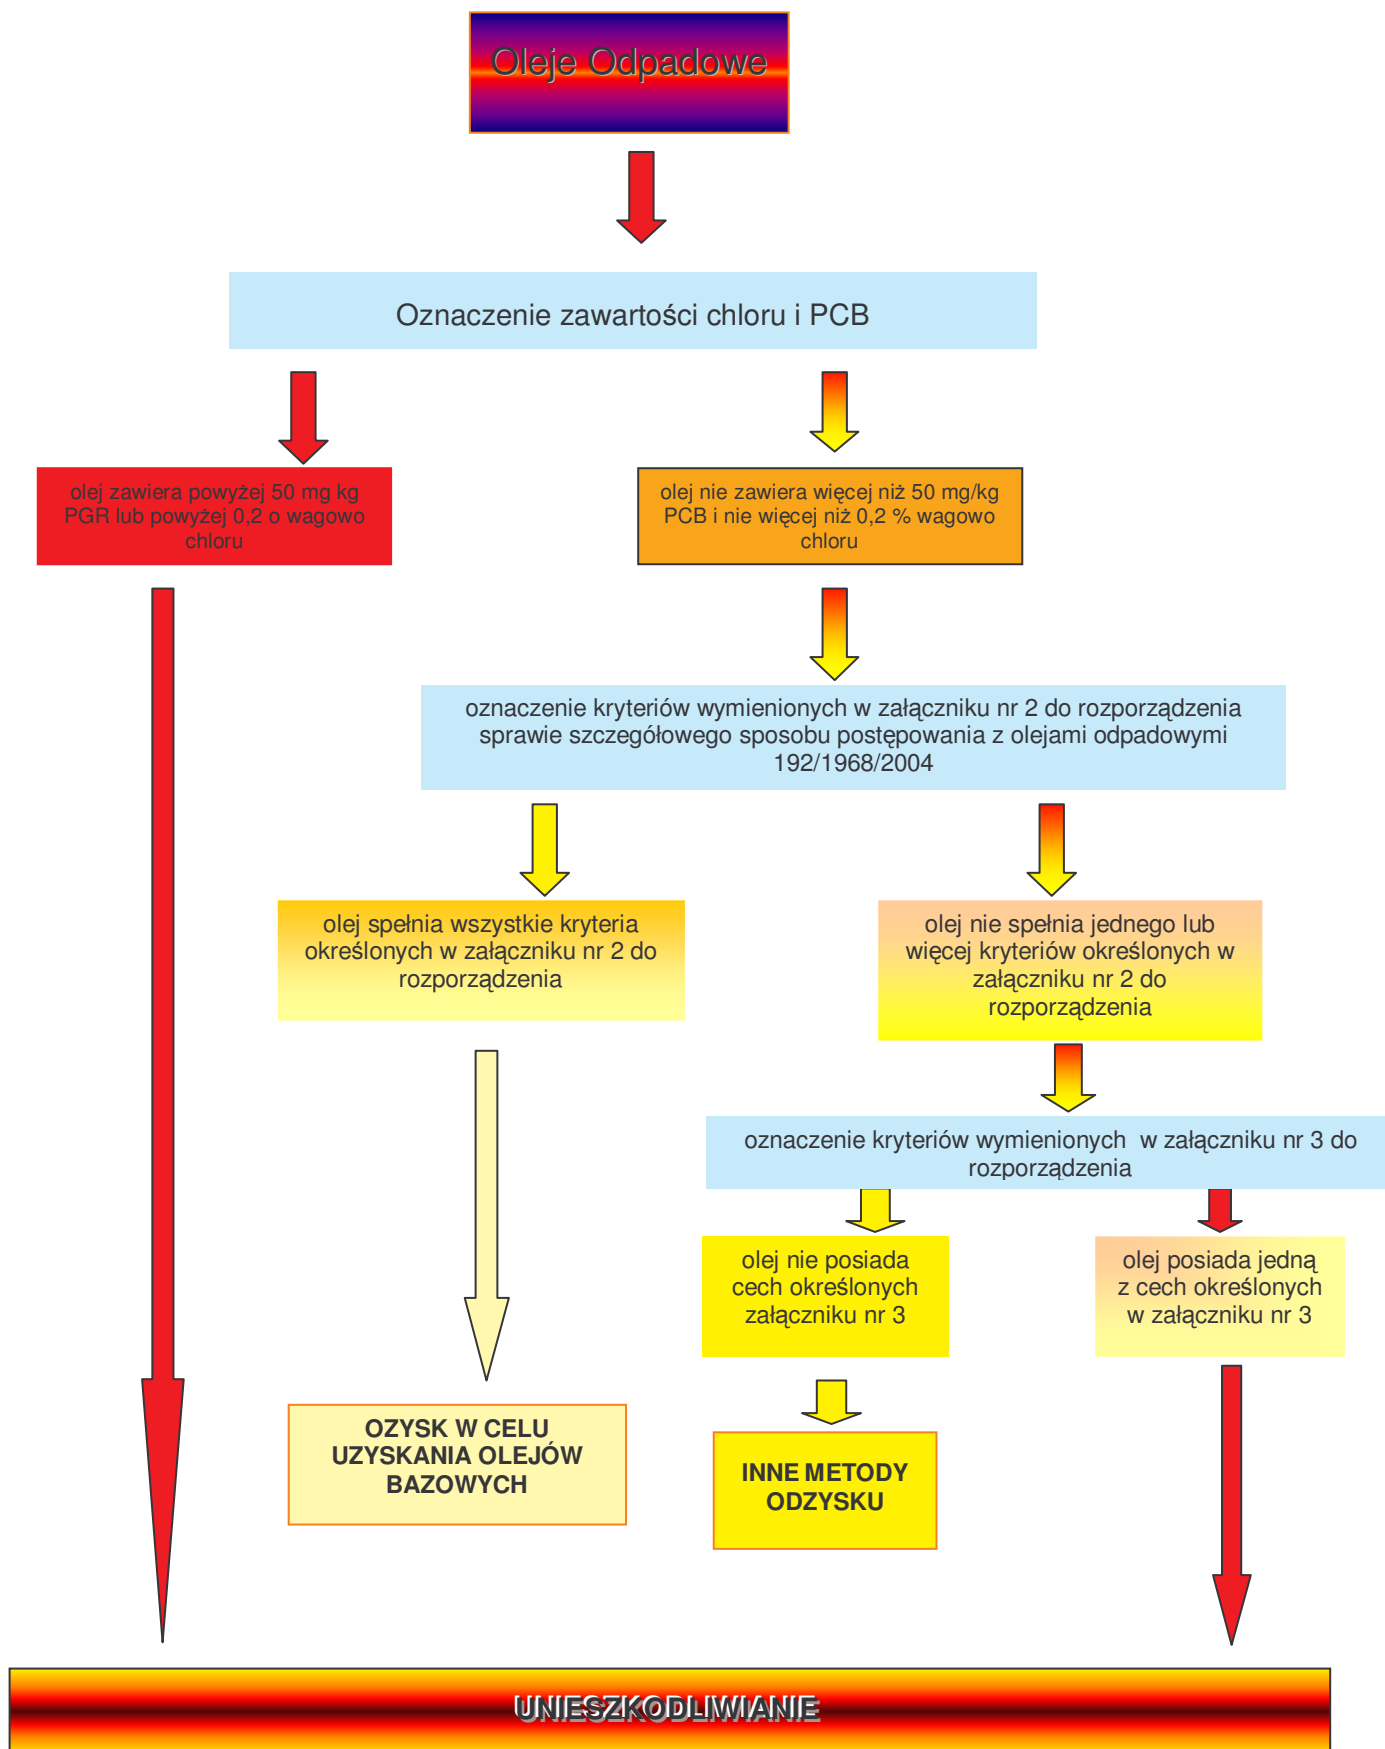 Oleje Odpadowe
Oznaczenie zawartości chloru i PCB
olej zawiera powyżej 50 mg kg
PGR lub powyżej 0,2 o wagowo
chloru
olej nie zawiera więcej niż 50 mg/kg
PCB i nie więcej niż 0,2 % wagowo
chloru
oznaczenie kryteriów wymienionych w załączniku nr 2 do rozporządzenia
sprawie szczegółowego sposobu postępowania z olejami odpadowymi
192/1968/2004
olej spełnia wszystkie kryteria
określonych w załączniku nr 2 do
rozporządzenia
olej nie spełnia jednego lub
więcej kryteriów określonych w
załączniku nr 2 do
rozporządzenia
oznaczenie kryteriów wymienionych w załączniku nr 3 do
rozporządzenia
olej nie posiada
cech określonych
załączniku nr 3
olej posiada jedną
z cech określonych
w załączniku nr 3
OZYSK W CELU
UZYSKANIA OLEJÓW
BAZOWYCH
INNE METODY
ODZYSKU
UNIESZKODLIWIANIE